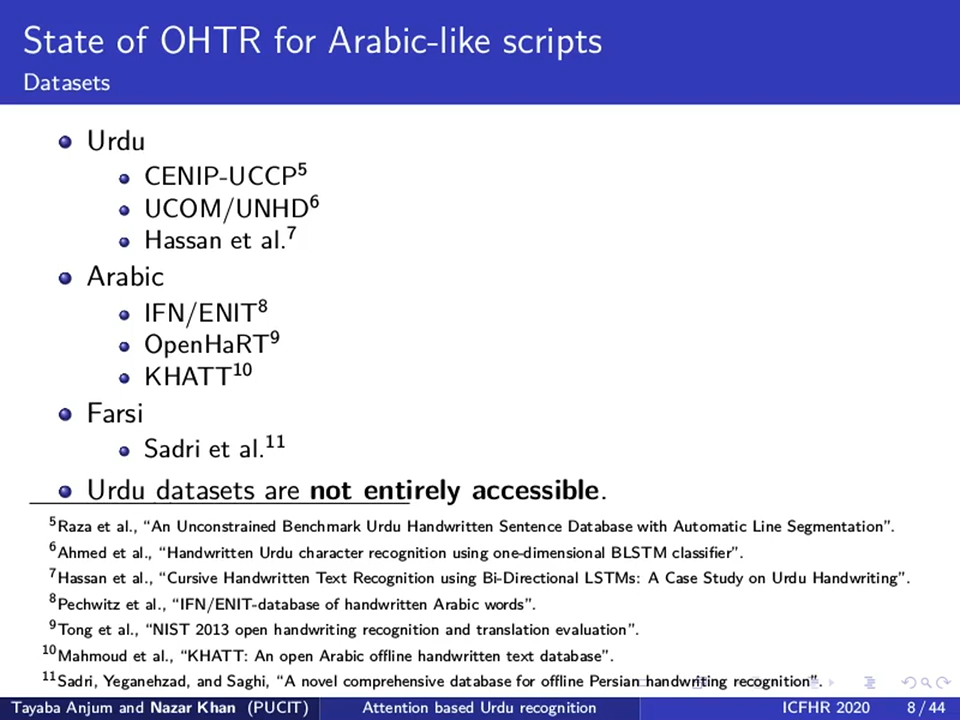 State of OHTR for Arabic-like scripts
Datasets
Urdu
CENIP-UCCP5
UCOM/UNHD6
Hassan et al.7
Arabic
IFN/ENIT8
OpenHaRT9
KHATT10
Farsi
Sadri et al.11
Urdu datasets are not entirely accessible.
5Raza et al., “An Unconstrained Benchmark Urdu Handwritten Sentence Database with Automatic Line Segmentation”.
6Ahmed et al., “Handwritten Urdu character recognition using one-dimensional BLSTM classifier”.
7Hassan et al., “Cursive Handwritten Text Recognition using Bi-Directional LSTMs: A Case Study on Urdu Handwriting”.
8Pechwitz et al., “IFN/ENIT-database of handwritten Arabic words”.
9Tong et al., “NIST 2013 open handwriting recognition and translation evaluation”.
10Mahmoud et al., “KHATT: An open Arabic offline handwritten text database”.
11Sadri, Yeganehzad, and Saghi, “A novel comprehensive database for offline Persian handwriting recognition”.
Tayaba Anjum and Nazar Khan (PUCIT) Attention based Urdu recognition ICFHR 2020 8 / 44